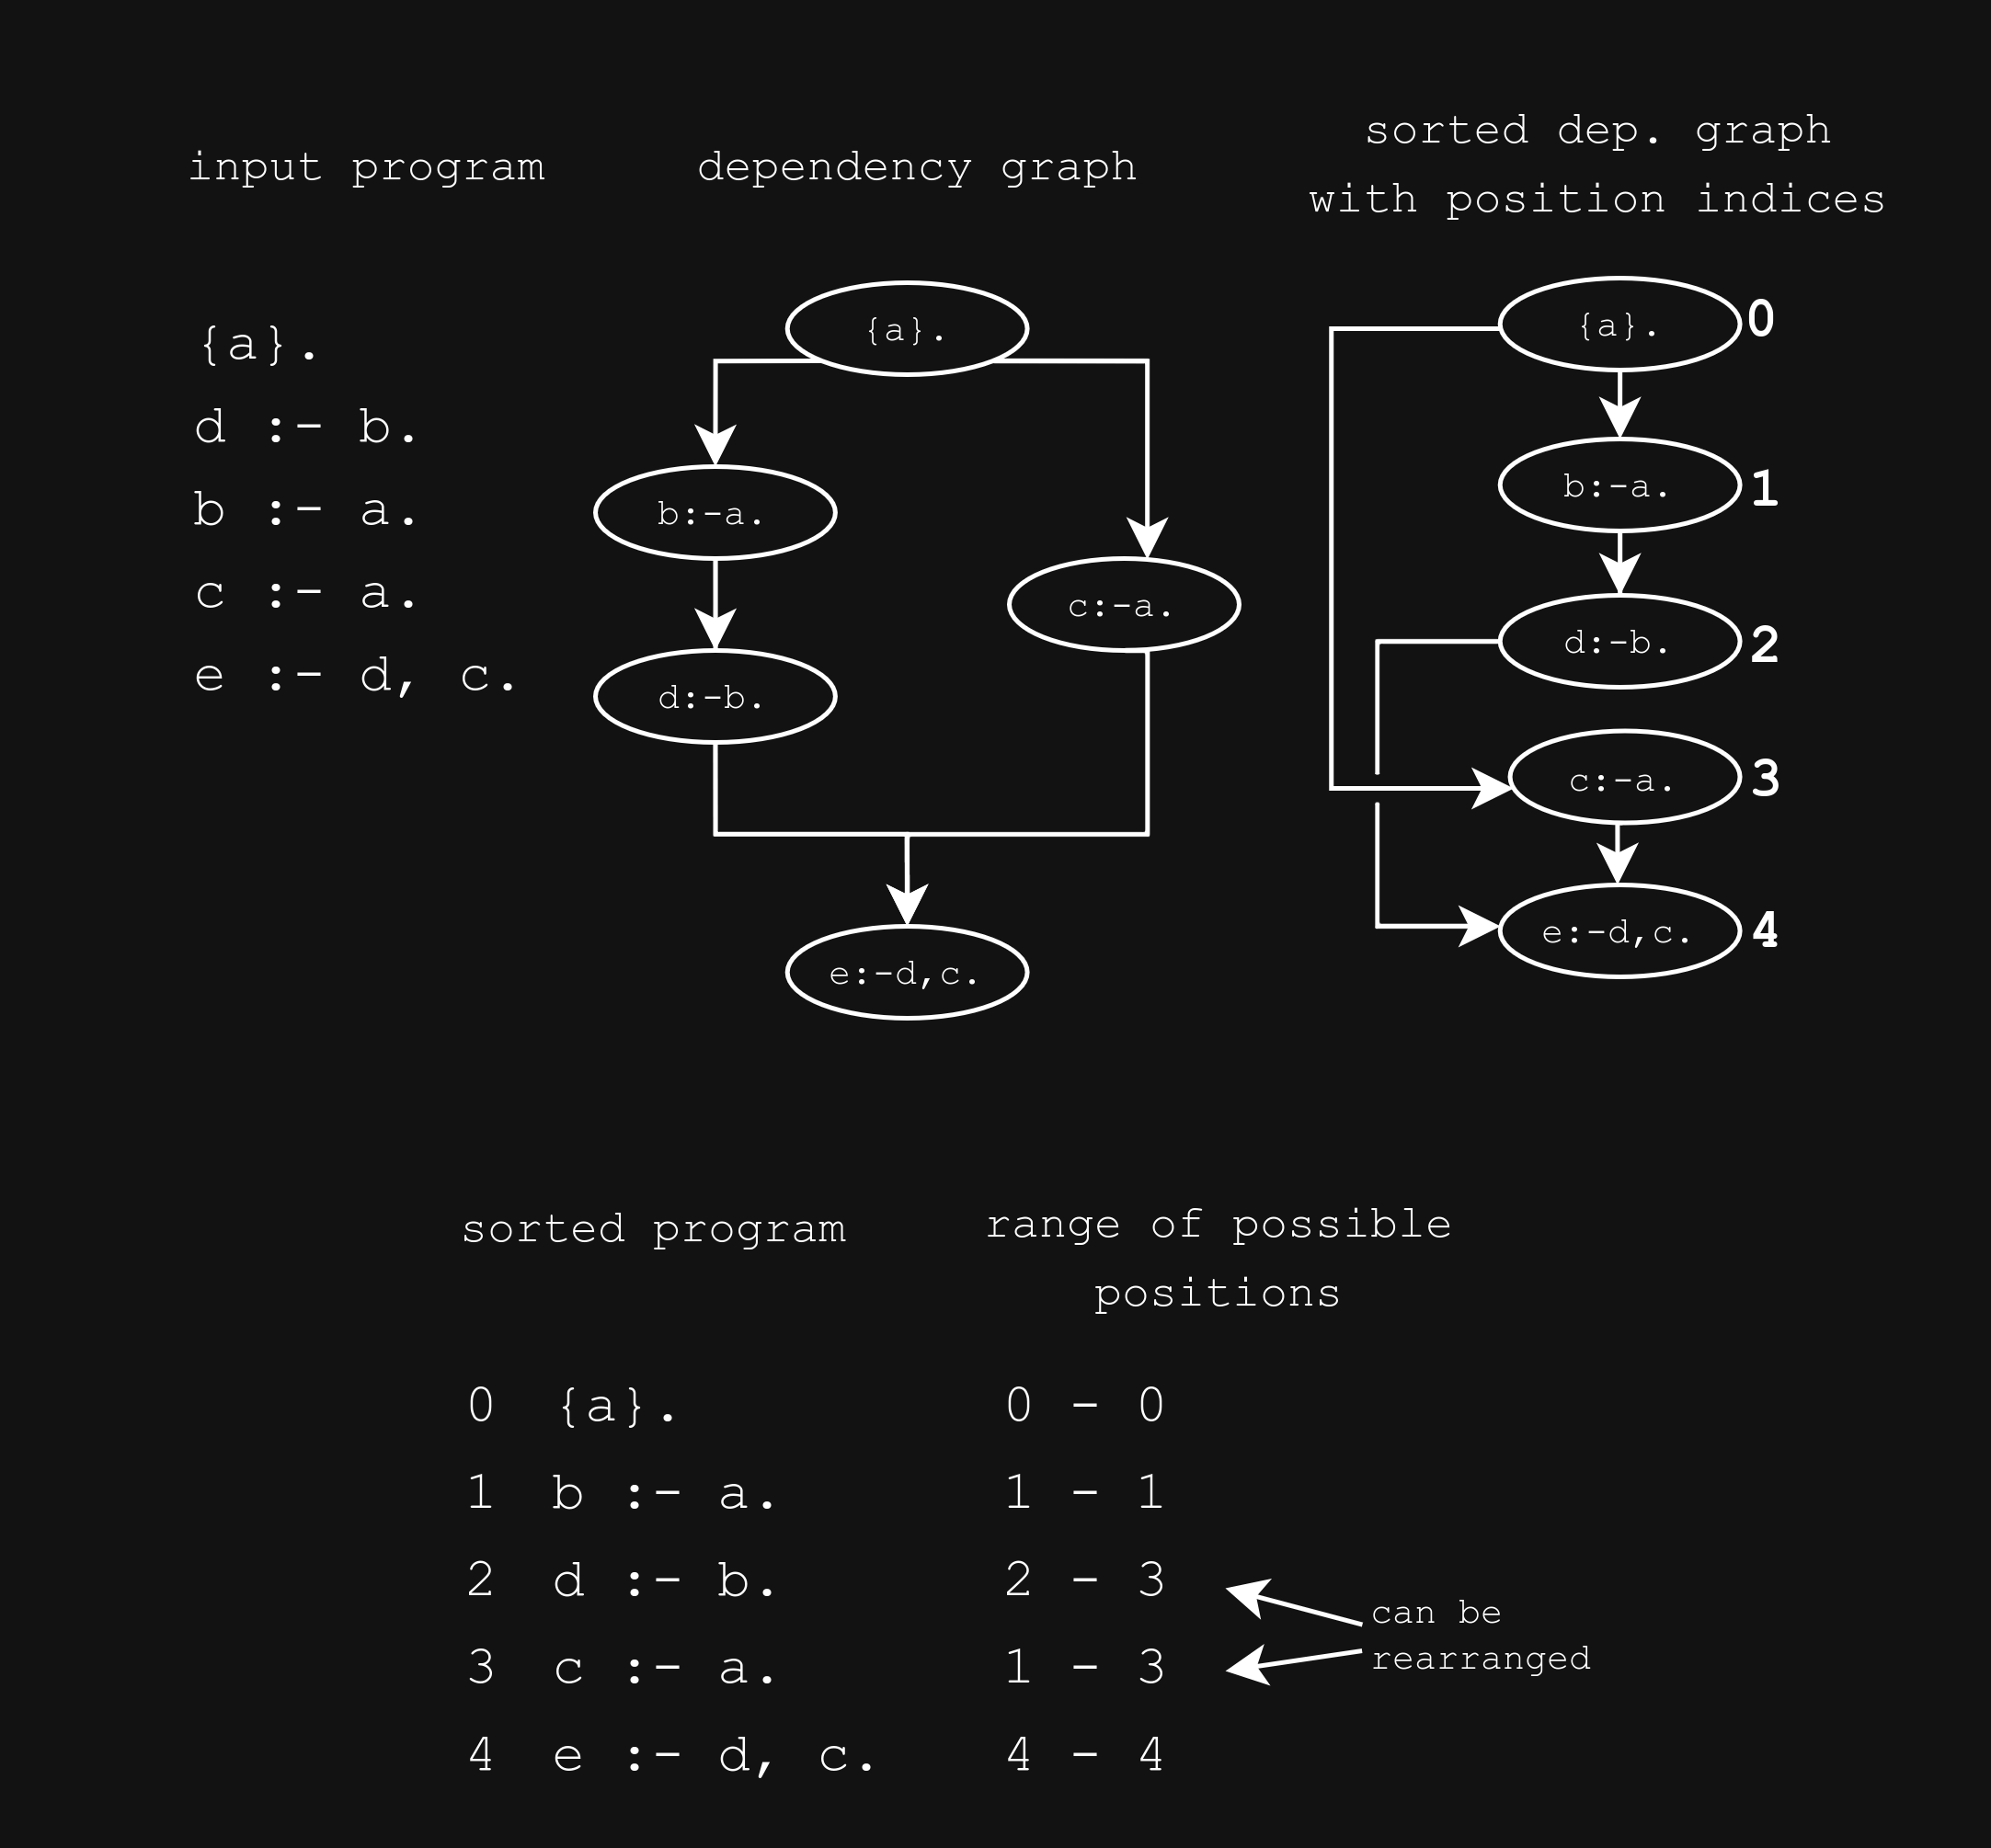 input program
{a}.
d :- b.
b :- a.
c :- a.
e :- d, c.
dependency graph
{a}.
b:-a.
c:-a.
d:-b.
e:-d,c.
sorted dep. graph
with position indices
{a}. 0
b:-a. 1
d:-b. 2
c:-a. 3
e:-d,c. 4
sorted program
0 {a}.
1 b :- a.
2 d :- b.
3 c :- a.
4 e :- d, c.
range of possible
positions
0 - 0
1 - 1
2 - 3
1 - 3
4 - 4
can be
rearranged